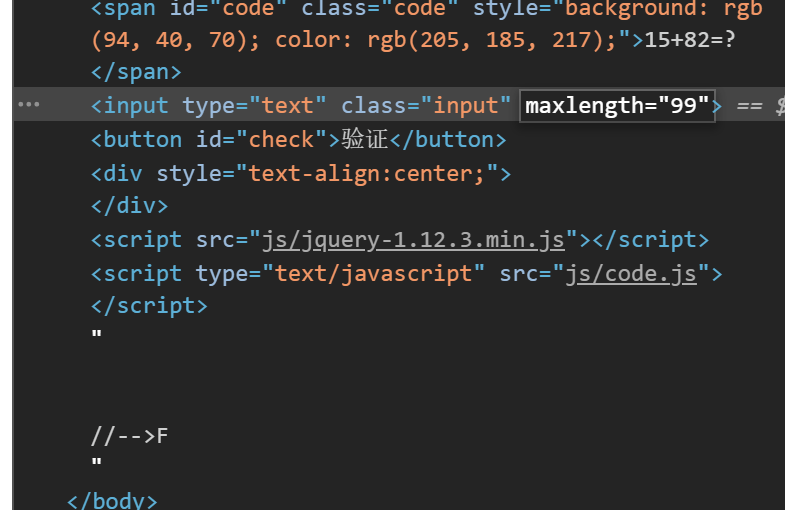 <span id="code" class="code" style="background: rgb
(94, 40, 70); color: rgb(205, 185, 217);">15+82=?
</span>
<input type="text" class="input" maxlength="99"> == $
<button id="check">验证</button>
<div style="text-align:center;">
</div>
<script src="js/jquery-1.12.3.min.js"></script>
<script type="text/javascript" src="js/code.js">
</script>
"
//-->F
"
</body>